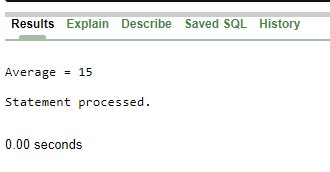 Results Explain Describe Saved SQL History
Average = 15
Statement processed.
0.00 seconds